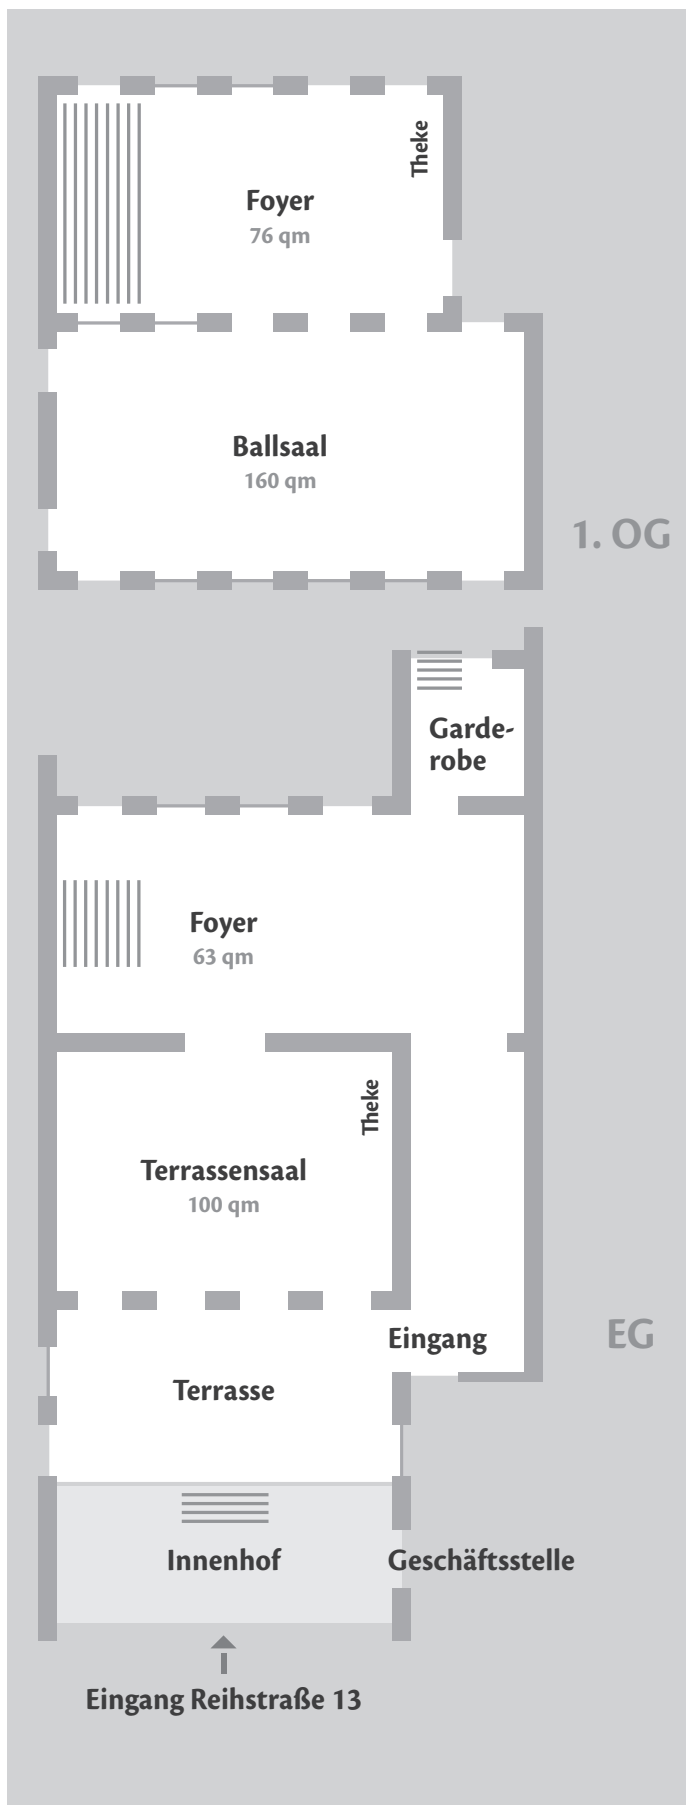 Theke
Foyer
76 qm
Ballsaal
160 qm
1. OG
Garde-
robe
Foyer
63 qm
Theke
Terrassensaal
100 qm
Eingang
EG
Terrasse
Innenhof
Geschäftsstelle
Eingang Reihstraße 13